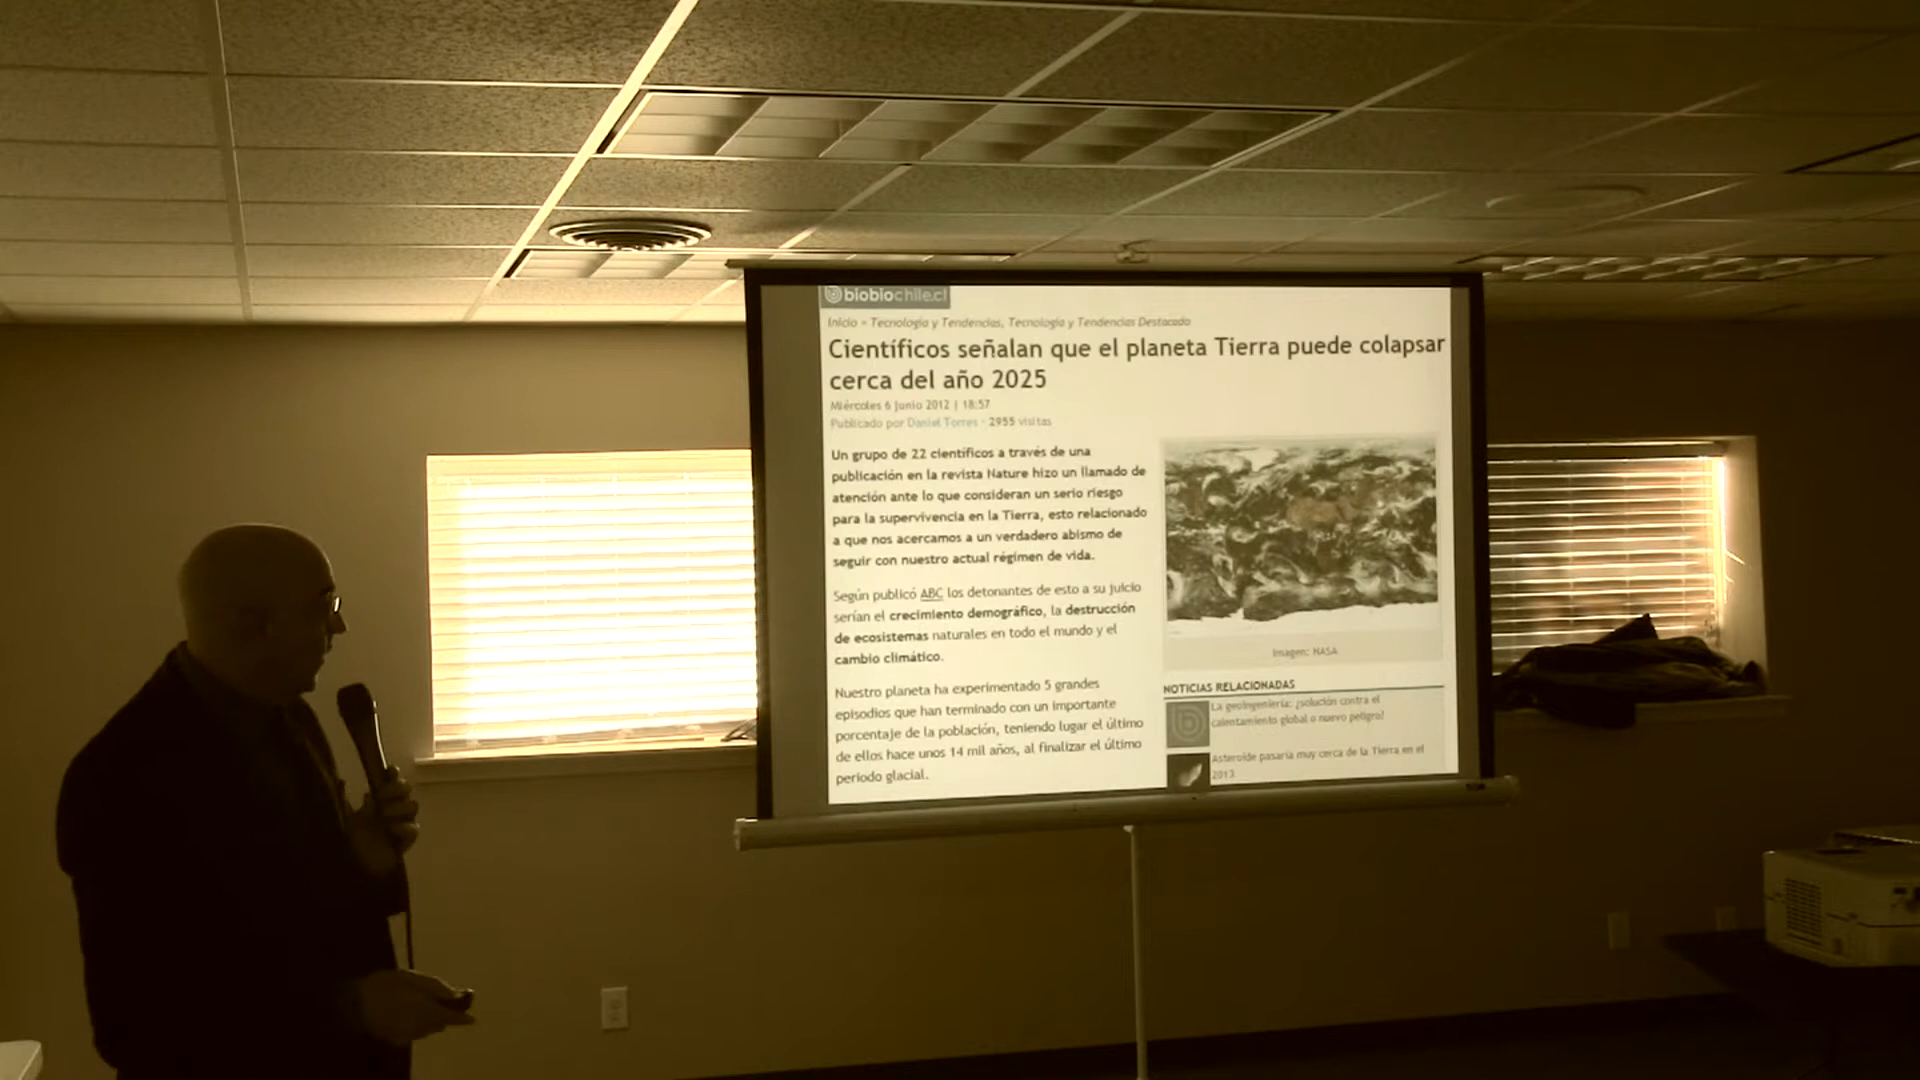 biobiochile.cl
Inicio » Tecnología y Tendencias, Tecnología y Tendencias Destacado
Científicos señalan que el planeta Tierra puede colapsar
cerca del año 2025
Miércoles 6 Junio 2012 | 18:57
Publicado por Daniel Torres - 2955 visitas
Un grupo de 22 científicos a través de una
publicación en la revista Nature hizo un llamado de
atención ante lo que consideran un serio riesgo
para la supervivencia en la Tierra, esto relacionado
a que nos acercamos a un verdadero abismo de
seguir con nuestro actual régimen de vida.
Según publicó ABC los detonantes de esto a su juicio
serían el crecimiento demográfico, la destrucción
de ecosistemas naturales en todo el mundo y el
cambio climático.
Nuestro planeta ha experimentado 5 grandes
episodios que han terminado con un importante
porcentaje de la población, teniendo lugar el último
de ellos hace unos 14 mil años, al finalizar el último
período glacial.
Imagen: NASA
NOTICIAS RELACIONADAS
La geoingeniería: ¿solución contra el
calentamiento global o nuevo peligro?
Asteroide pasaría muy cerca de la Tierra en el
2013